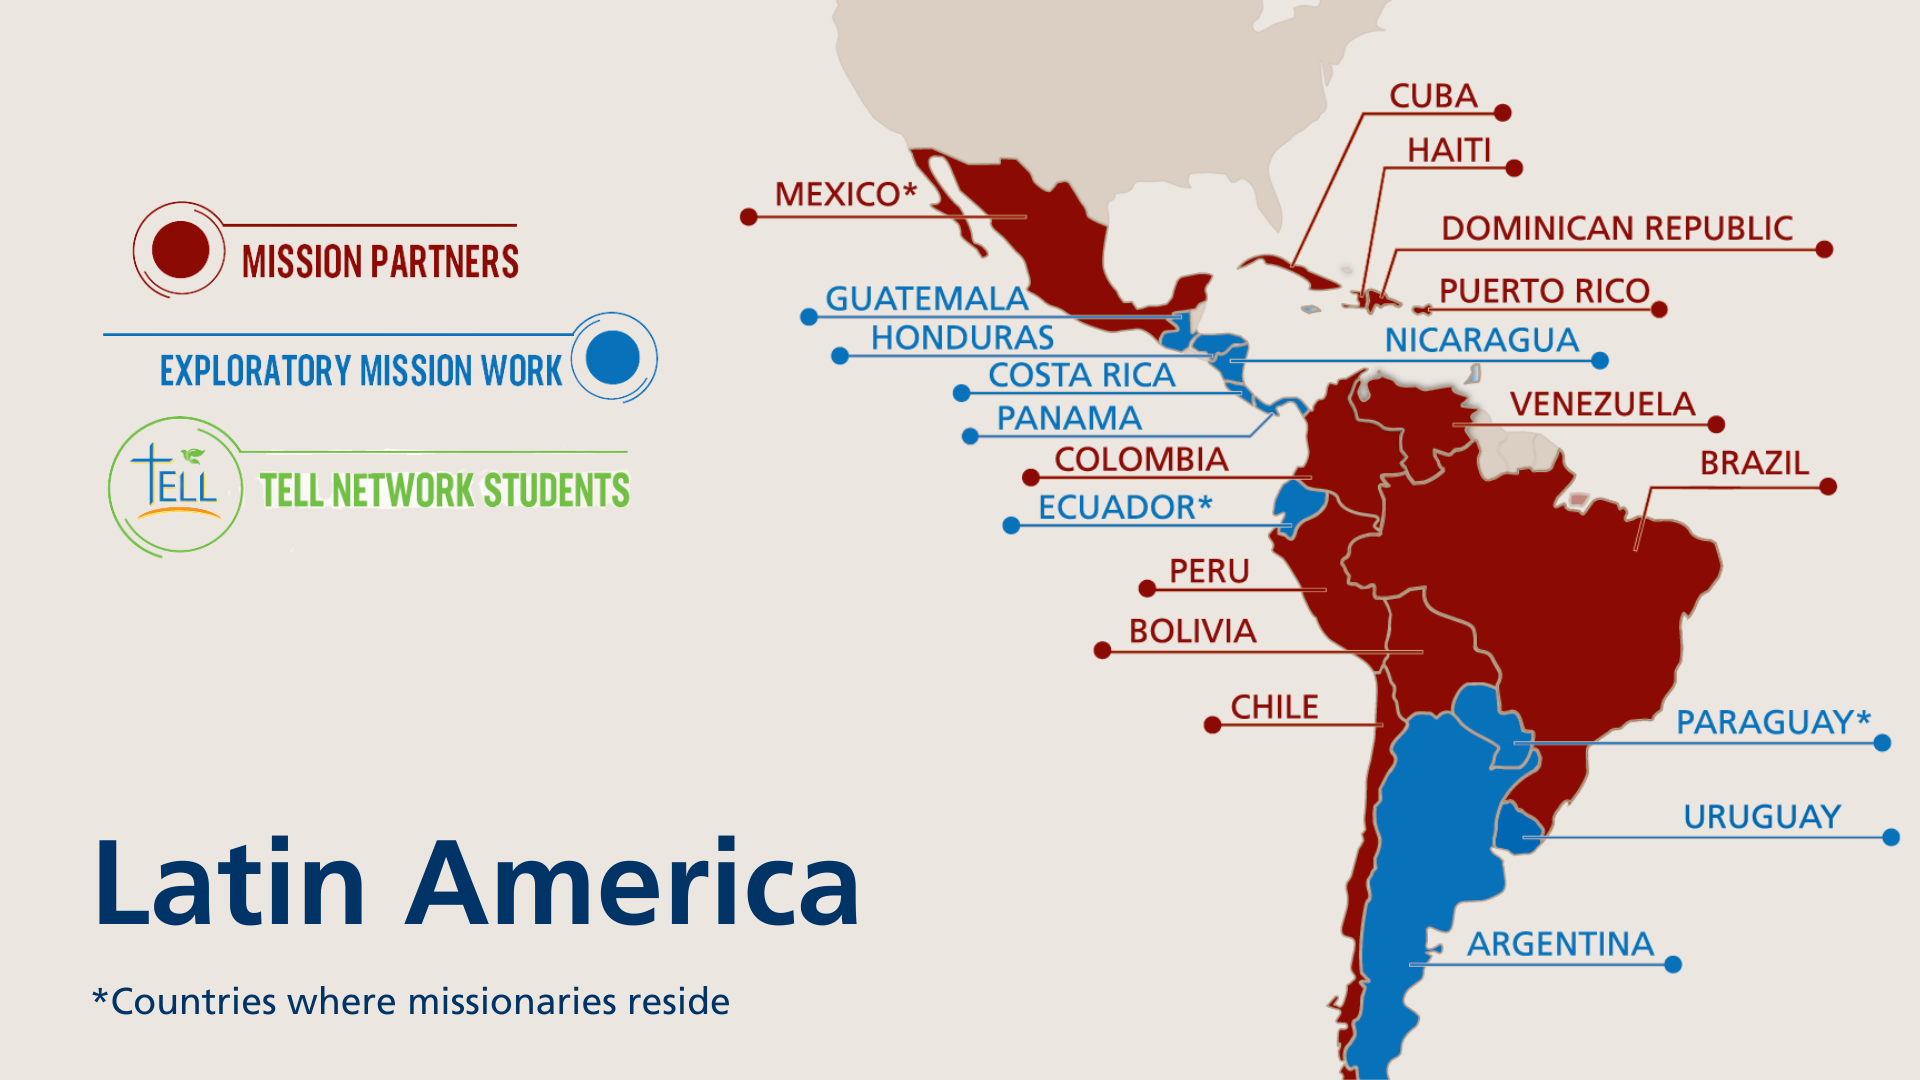 MISSION PARTNERS
EXPLORATORY MISSION WORK
TELL
TELL NETWORK STUDENTS
CUBA
HAITI
MEXICO*
DOMINICAN REPUBLIC
PUERTO RICO
GUATEMALA
HONDURAS
NICARAGUA
COSTA RICA
PANAMA
VENEZUELA
COLOMBIA
BRAZIL
ECUADOR*
PERU
BOLIVIA
CHILE
PARAGUAY*
URUGUAY
ARGENTINA
Latin America
*Countries where missionaries reside